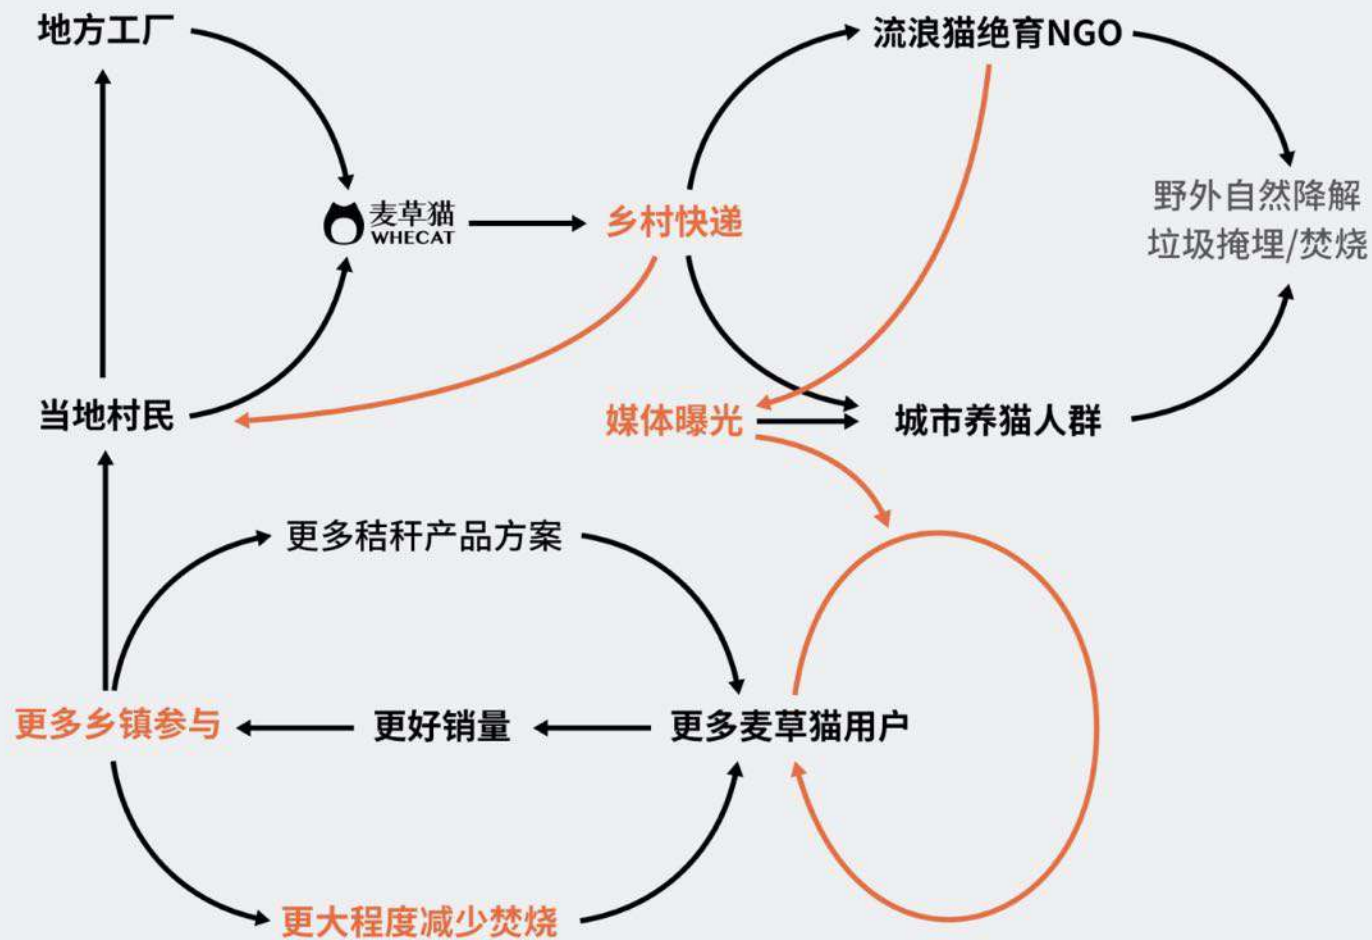 地方工厂
流浪猫绝育NGO
麦草猫
WHECAT
乡村快递
野外自然降解
垃圾掩埋/焚烧
当地村民
媒体曝光
城市养猫人群
更多秸秆产品方案
更多乡镇参与
更好销量
更多麦草猫用户
更大程度减少焚烧